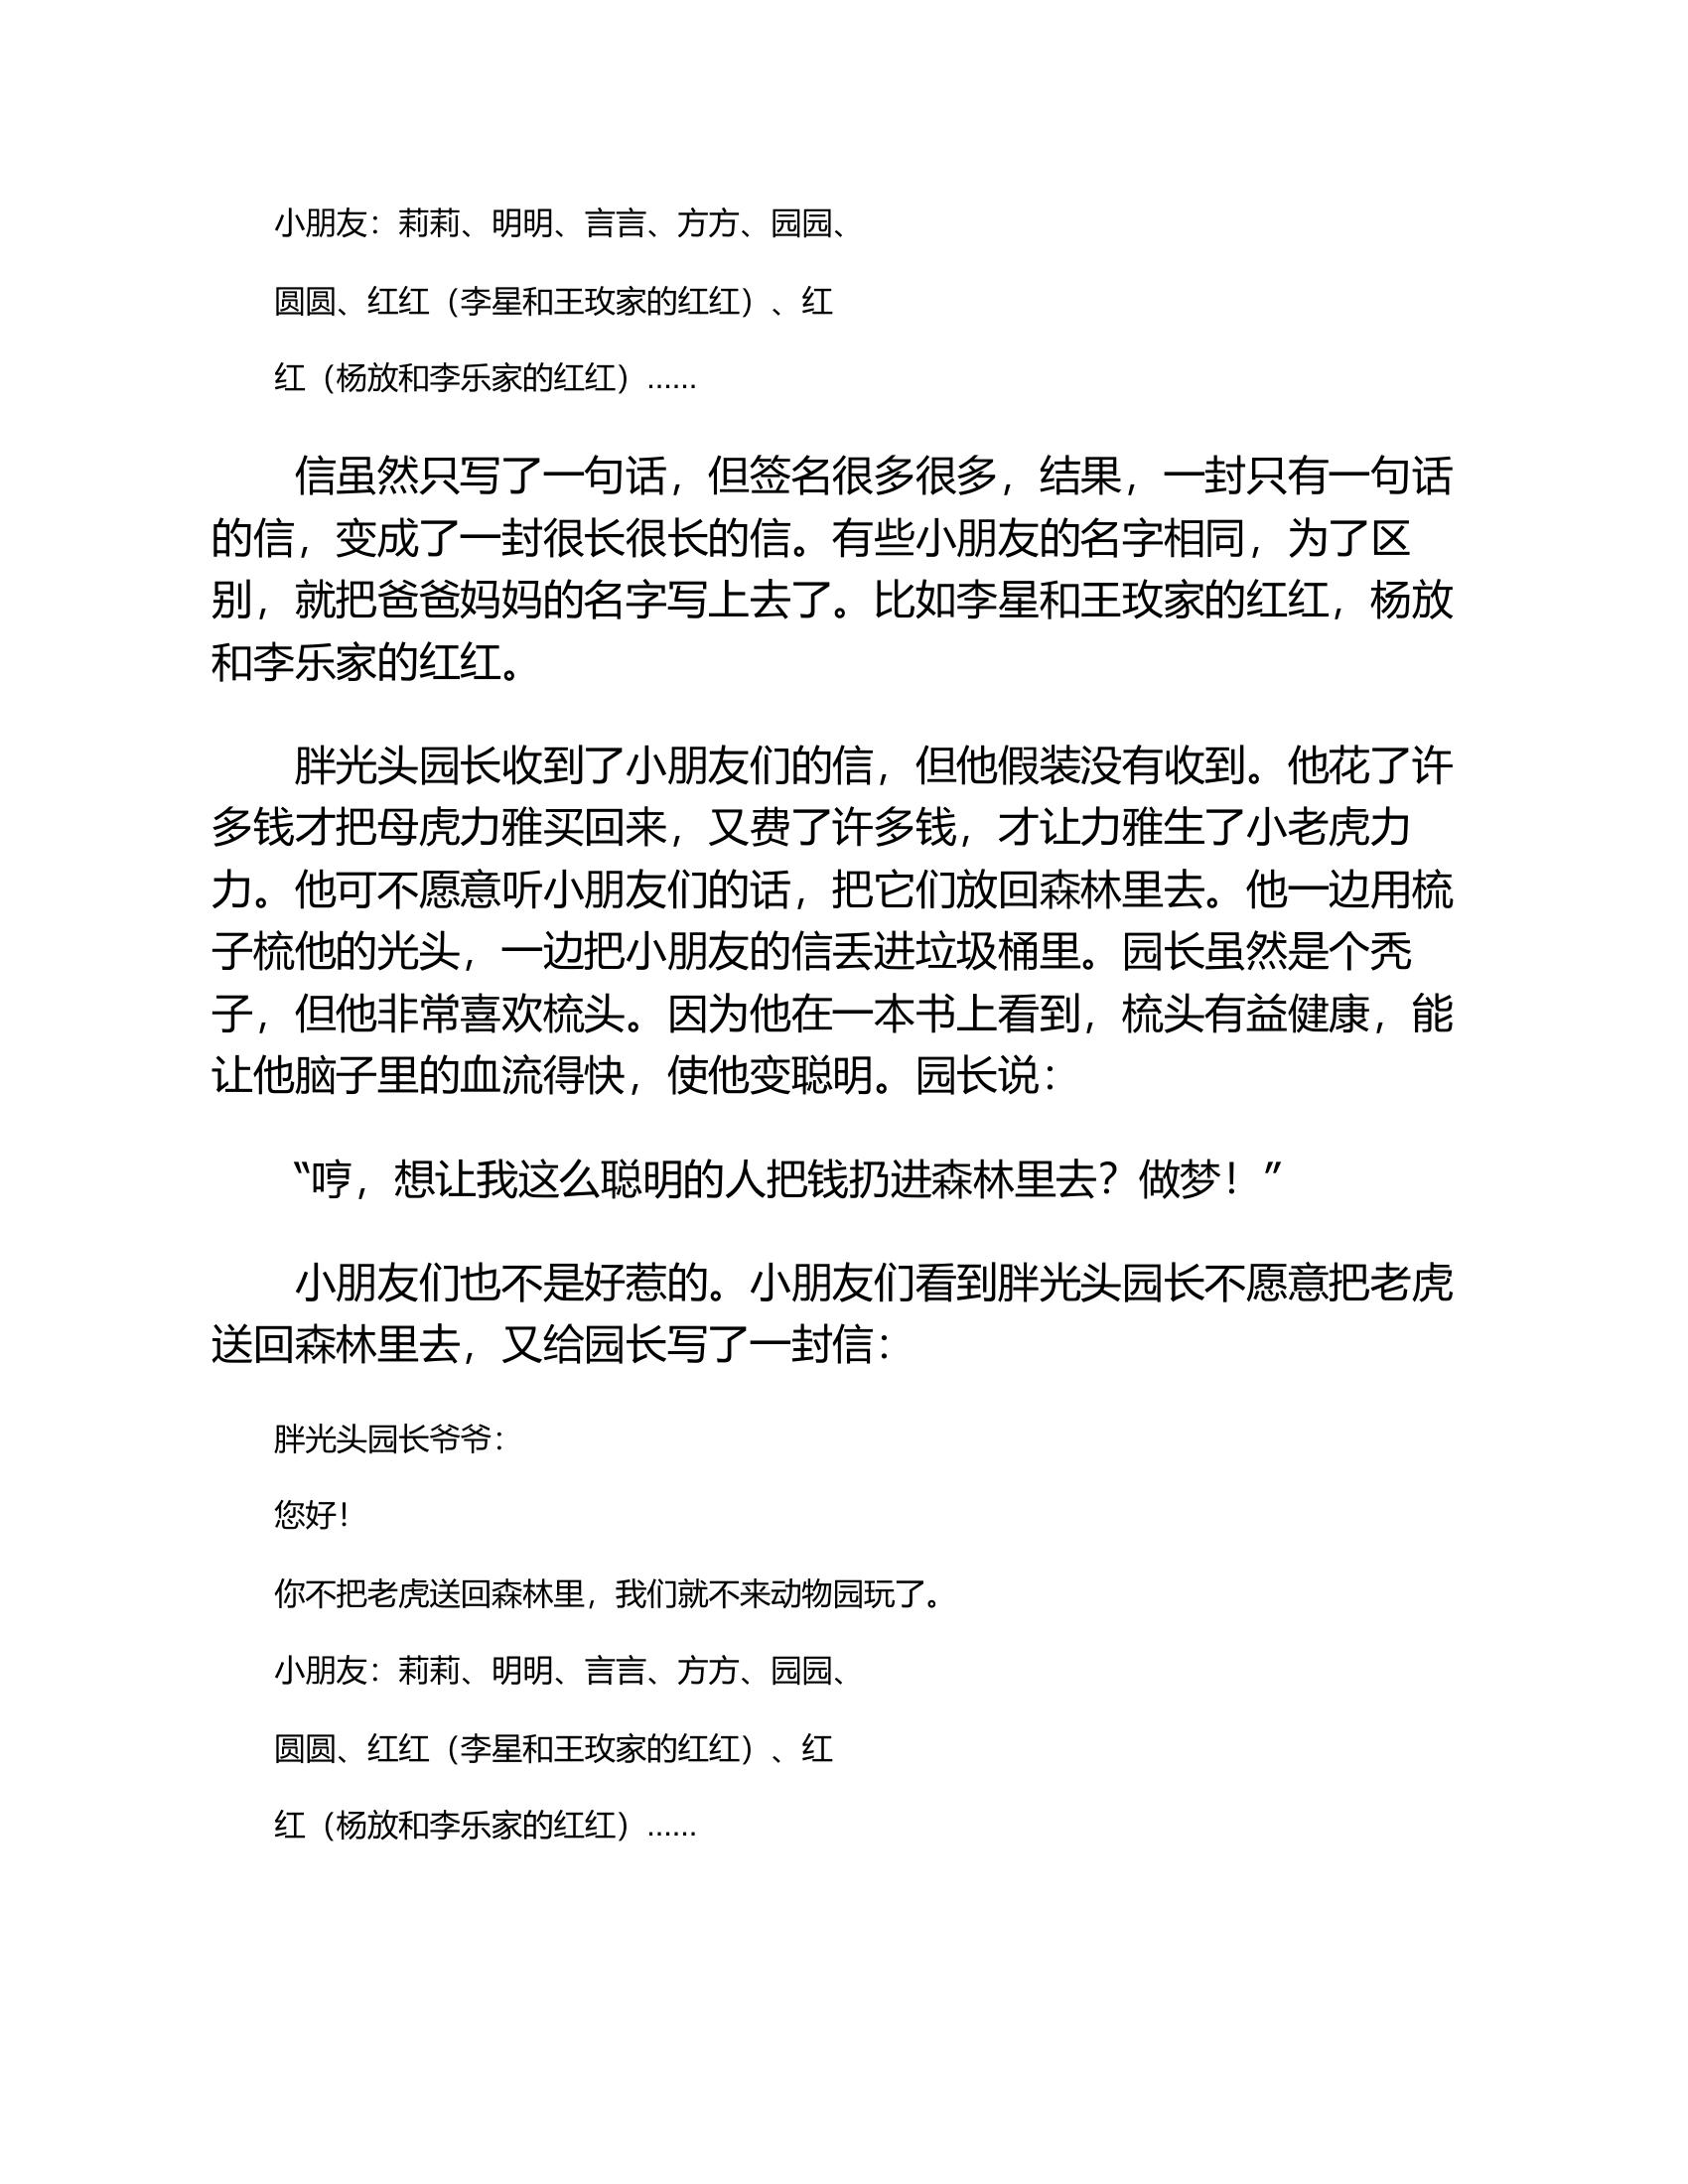 小朋友：莉莉、明明、言言、方方、园园、
圆圆、红红（李星和王玫家的红红）、红
红（杨放和李乐家的红红）……
信虽然只写了一句话，但签名很多很多，结果，一封只有一句话
的信，变成了一封很长很长的信。有些小朋友的名字相同，为了区
别，就把爸爸妈妈的名字写上去了。比如李星和王玫家的红红，杨放
和李乐家的红红。
胖光头园长收到了小朋友们的信，但他假装没有收到。他花了许
多钱才把母虎力雅买回来，又费了许多钱，才让力雅生了小老虎力
力。他可不愿意听小朋友们的话，把它们放回森林里去。他一边用梳
子梳他的光头，一边把小朋友的信丢进垃圾桶里。园长虽然是个秃
子，但他非常喜欢梳头。因为他在一本书上看到，梳头有益健康，能
让他脑子里的血流得快，使他变聪明。园长说：
“哼，想让我这么聪明的人把钱扔进森林里去？做梦！”
小朋友们也不是好惹的。小朋友们看到胖光头园长不愿意把老虎
送回森林里去，又给园长写了一封信：
胖光头园长爷爷：
您好！
你不把老虎送回森林里，我们就不来动物园玩了。
小朋友：莉莉、明明、言言、方方、园园、
圆圆、红红（李星和王玫家的红红）、红
红（杨放和李乐家的红红）……